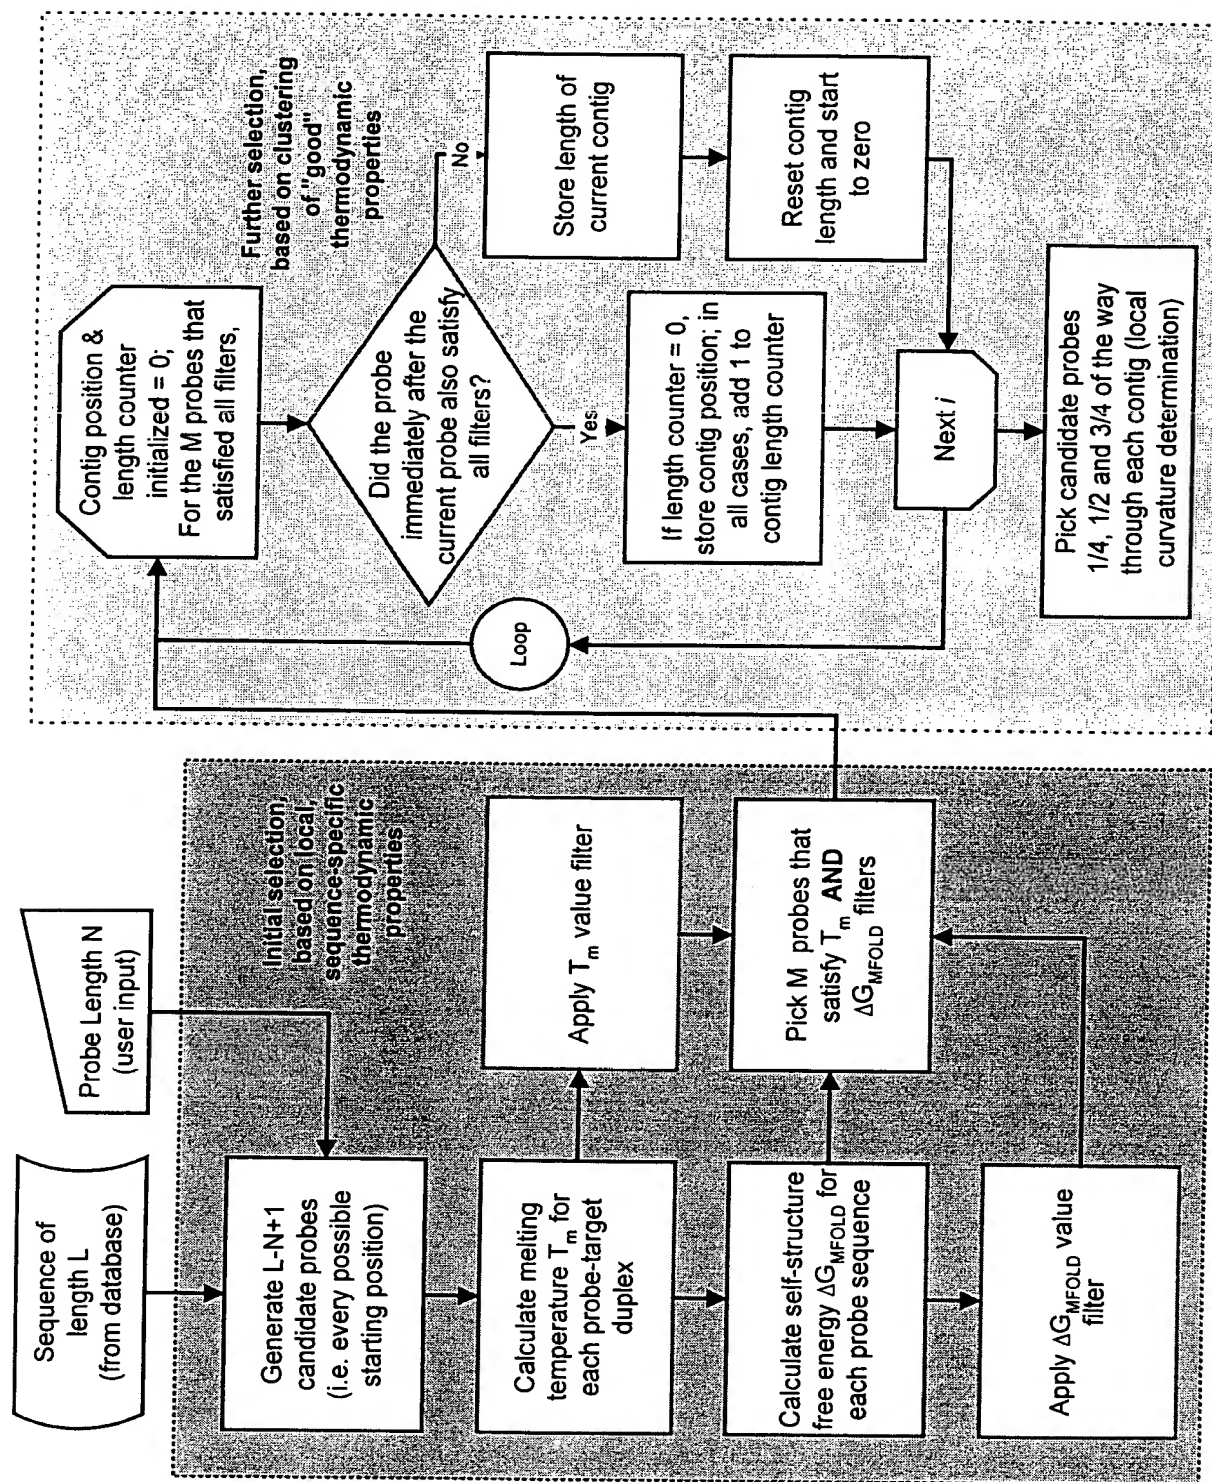 Sequence of
length L
(from database)
Probe Length N
(user input)
Initial selection,
based on local,
sequence-specific
thermodynamic
properties
Generate L-N+1
candidate probes
(i.e. every possible
starting position)
Calculate melting
temperature Tm for
each probe-target
duplex
Apply Tm value filter
Calculate self-structure
free energy ΔGMFOLD for
each probe sequence
Pick M probes that
satisfy Tm AND
ΔGMFOLD filters
Apply ΔGMFOLD value
filter
Contig position &
length counter
initialized = 0;
For the M probes that
satisfied all filters,
Further selection,
based on clustering
of "good"
thermodynamic
properties
Did the probe
immediately after the
current probe also satisfy
all filters?
No
Yes
Loop
Store length of
current contig
If length counter = 0,
store contig position; in
all cases, add 1 to
contig length counter
Reset contig
length and start
to zero
Next i
Pick candidate probes
1/4, 1/2 and 3/4 of the way
through each contig (local
curvature determination)